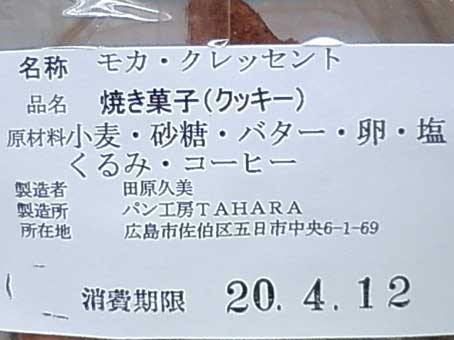 名称 モカ・クレッセント
品名 焼き菓子(クッキー)
原材料 小麦・砂糖・バター・卵・塩
くるみ・コーヒー
製造者 田原久美
製造所 パン工房TAHARA
所在地 広島市佐伯区五日市中央6-1-69
消費期限 20.4.12